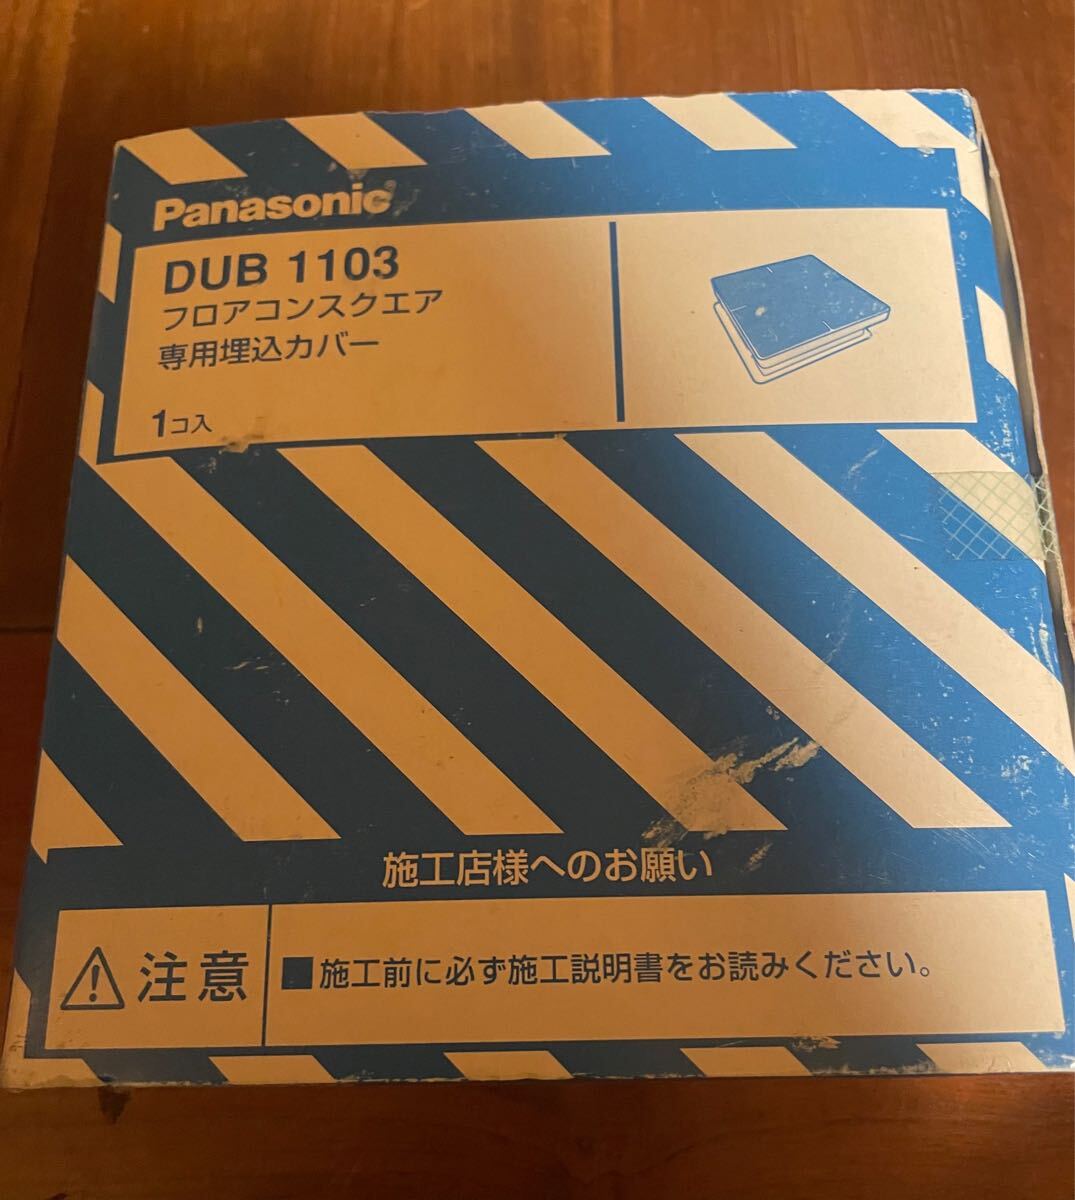 Panasonic
DUB 1103
フロアコンスクエア
専用埋込カバー
1コ入
施工店様へのお願い
注意
■施工前に必ず施工説明書をお読みください。